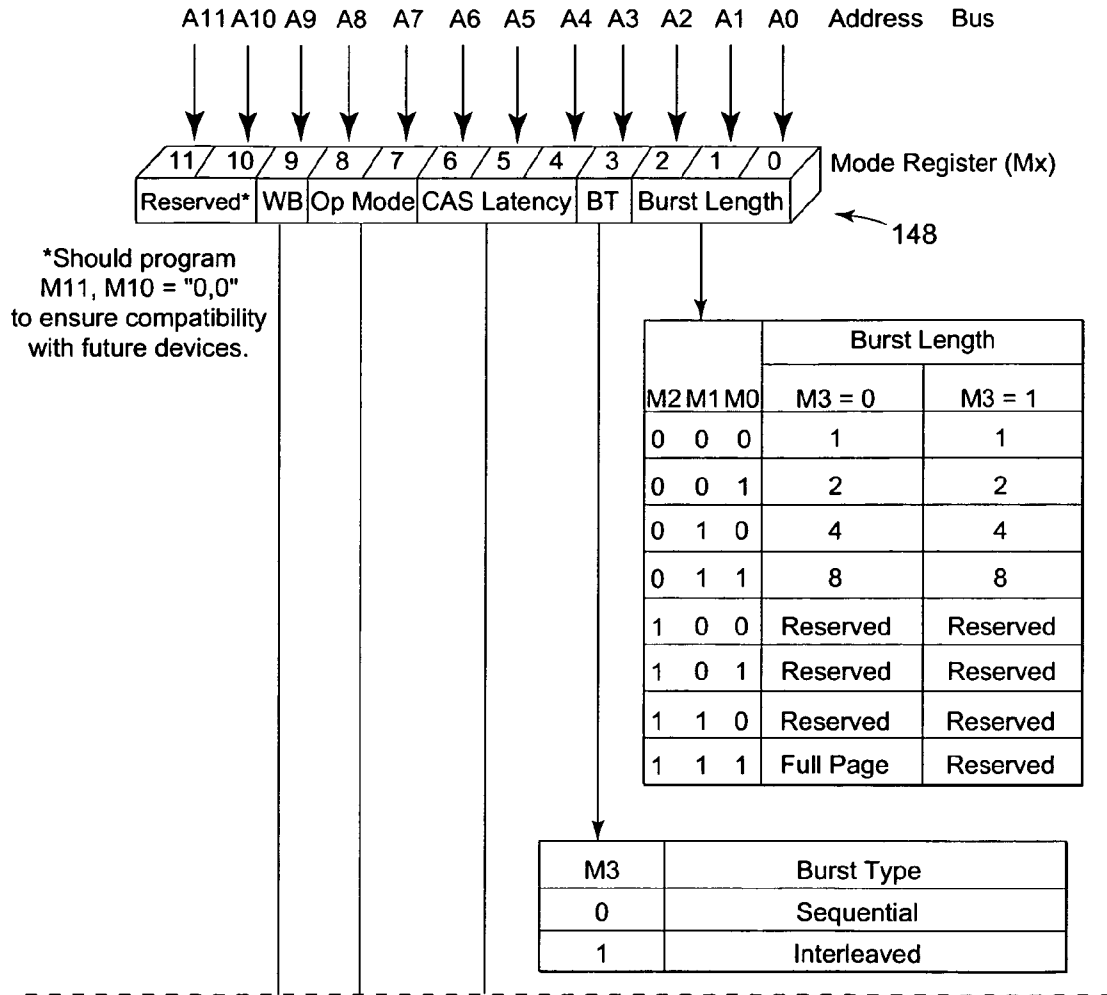 A11 A10 A9 A8 A7 A6 A5 A4 A3 A2 A1 A0 Address Bus
11 10 9 8 7 6 5 4 3 2 1 0 Mode Register (Mx)
Reserved* WB Op Mode CAS Latency BT Burst Length
148
*Should program
M11, M10 = "0,0"
to ensure compatibility
with future devices.
Burst Length
M2 M1 M0 M3 = 0 M3 = 1
0 0 0 1 1
0 0 1 2 2
0 1 0 4 4
0 1 1 8 8
1 0 0 Reserved Reserved
1 0 1 Reserved Reserved
1 1 0 Reserved Reserved
1 1 1 Full Page Reserved
M3 Burst Type
0 Sequential
1 Interleaved